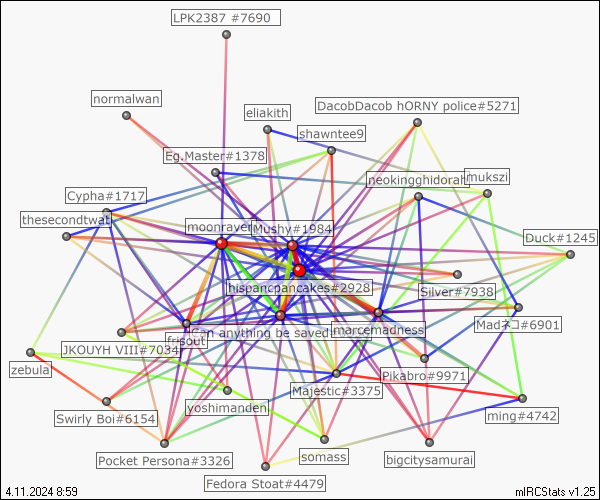 LPK2387 #7690
normalwan
DacobDacob hORNY police#5271
eliakith
shawntee9
Eg.Master#1378
neokingghidorah
mukszi
Cypha#1717
thesecondtwat
moonrayen
Mushy#1984
Duck#1245
hispancpancakes#2928
Silver#7938
Can anything be saved
marcemadness
Mad
#6901
frisout
JKOUYH VIII#7034
zebula
Pikabro#9971
Majestic#3375
yoshimanden
Swirly Boi#6154
ming#4742
somass
Pocket Persona#3326
bigcitysamurai
Fedora Stoat#4479
4.11.2024 8:59
mIRCStats v1.25